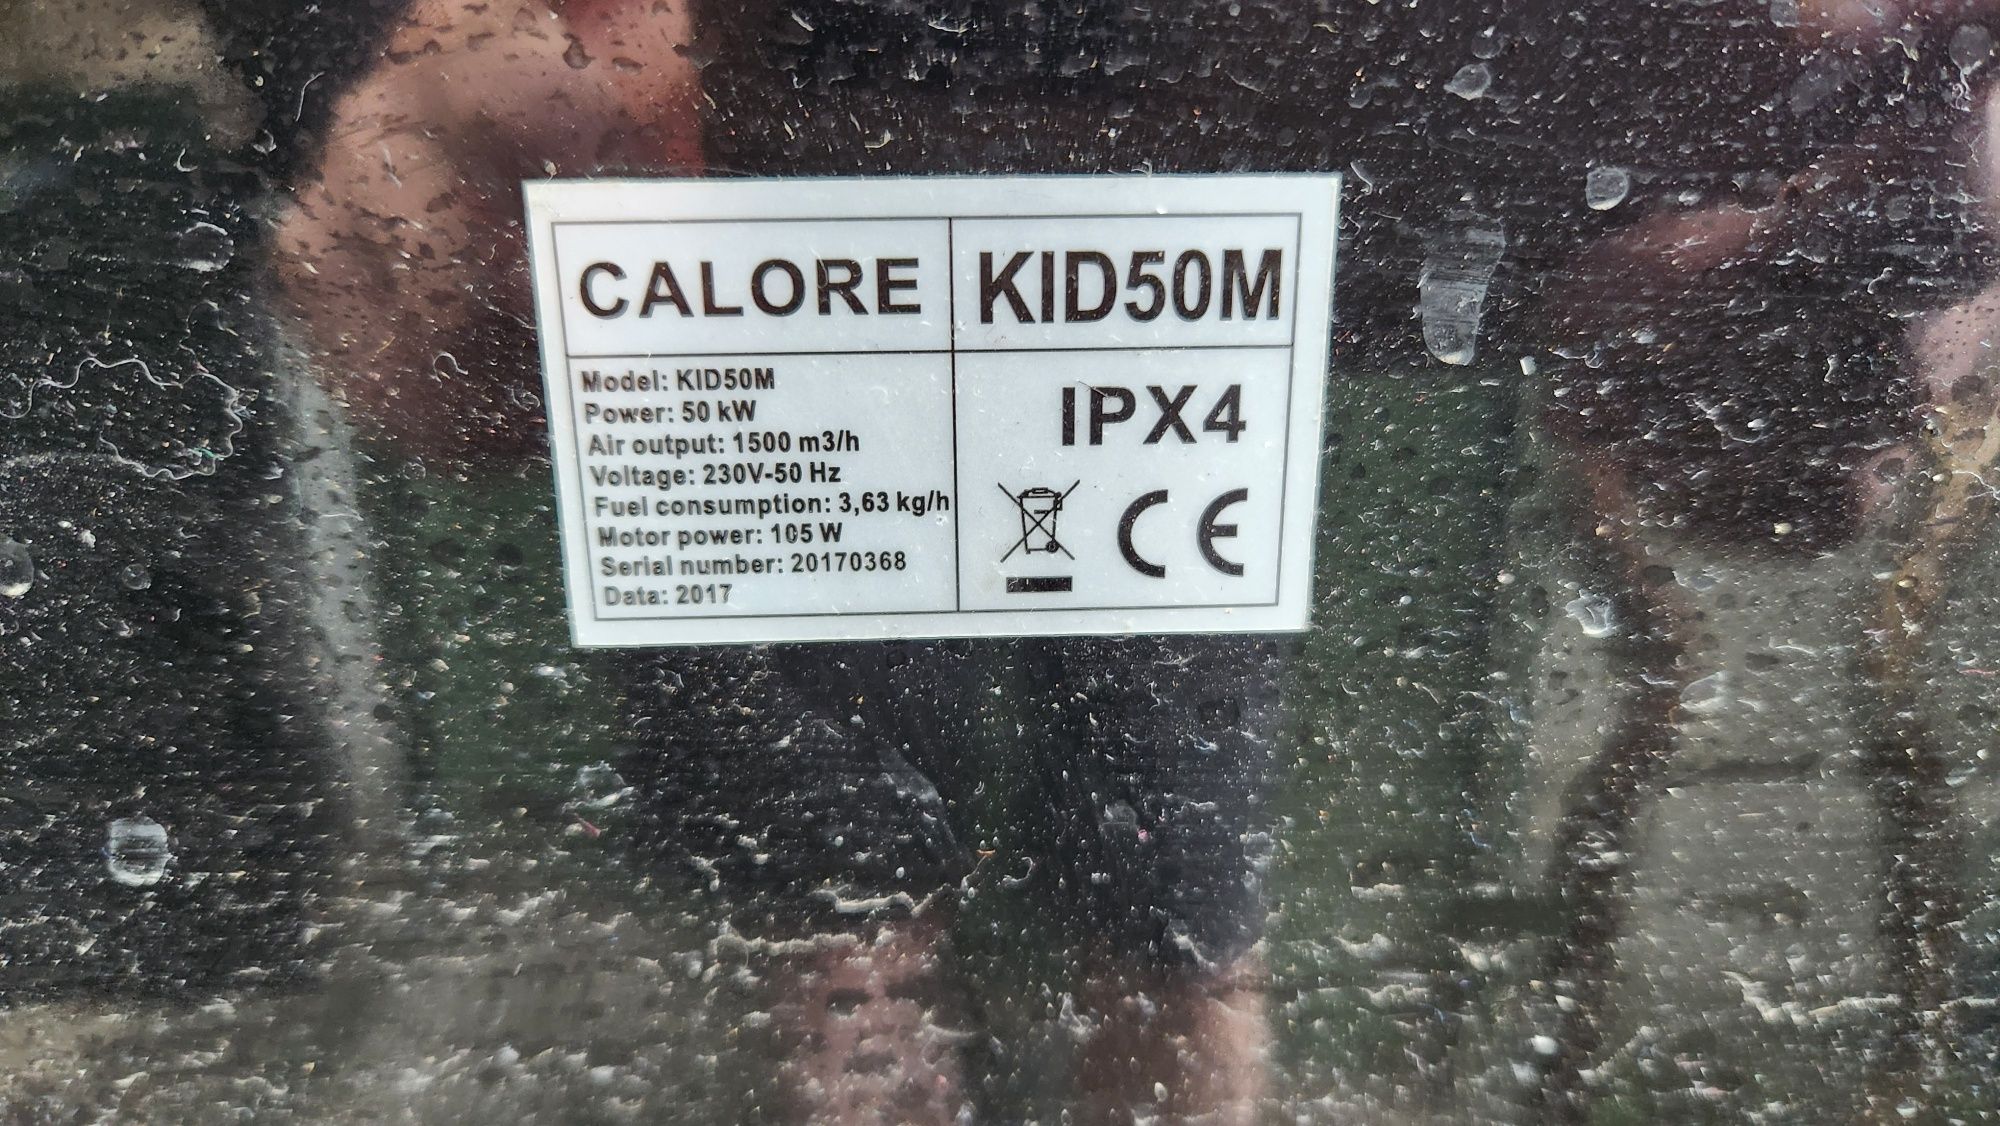 CALORE
KID50M
Model: KID50M
Power: 50 kW
Air output: 1500 m3/h
Voltage: 230V-50 Hz
Fuel consumption: 3,63 kg/h
Motor power: 105 W
Serial number: 20170368
Data: 2017
IPX4
CE